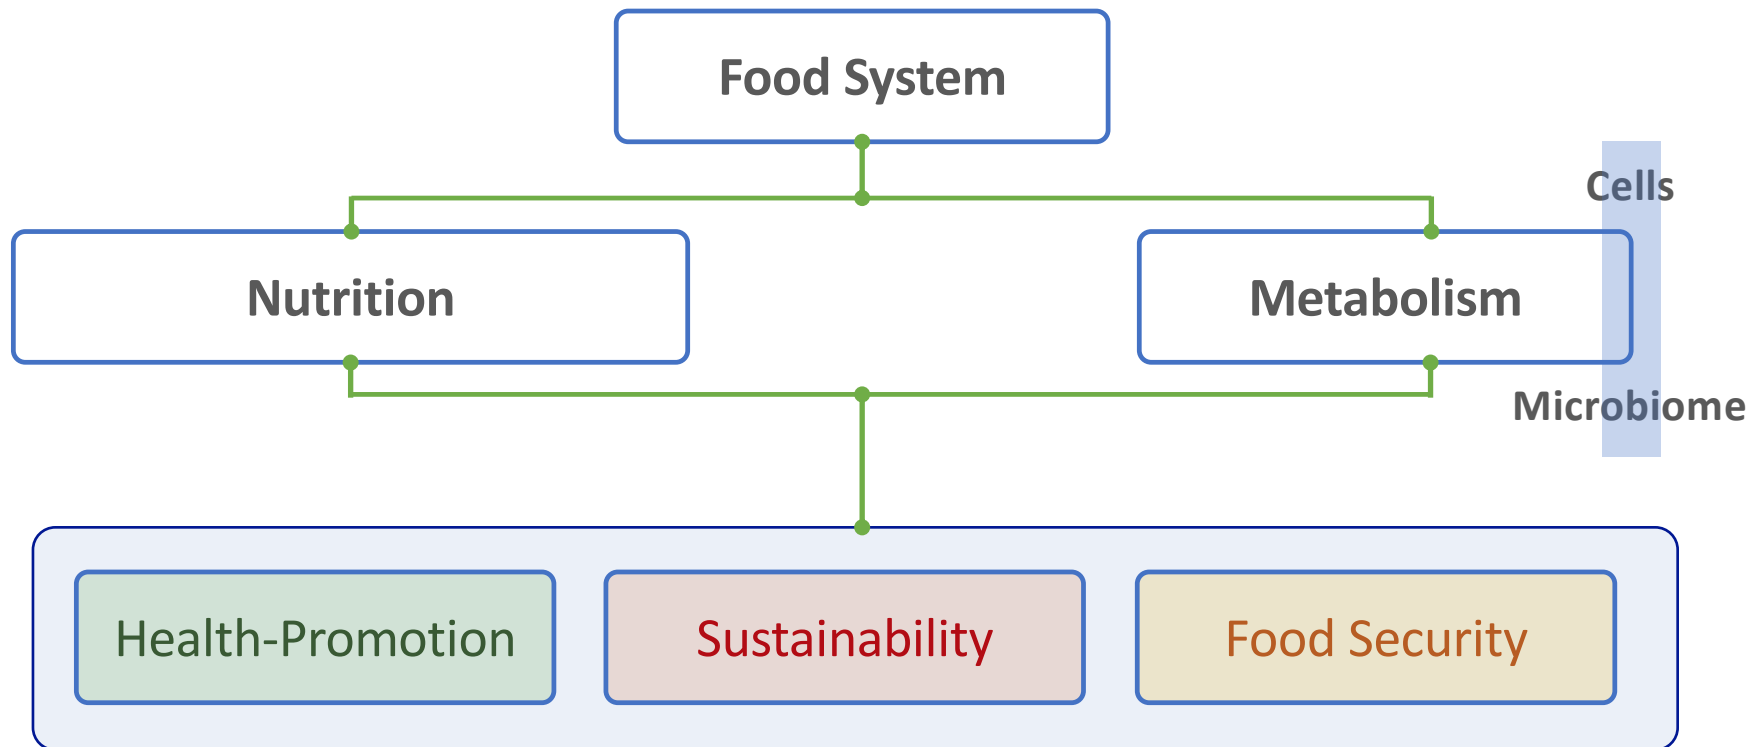 Food System
Cells
Nutrition
Metabolism
Microbiome
Health-Promotion
Sustainability
Food Security